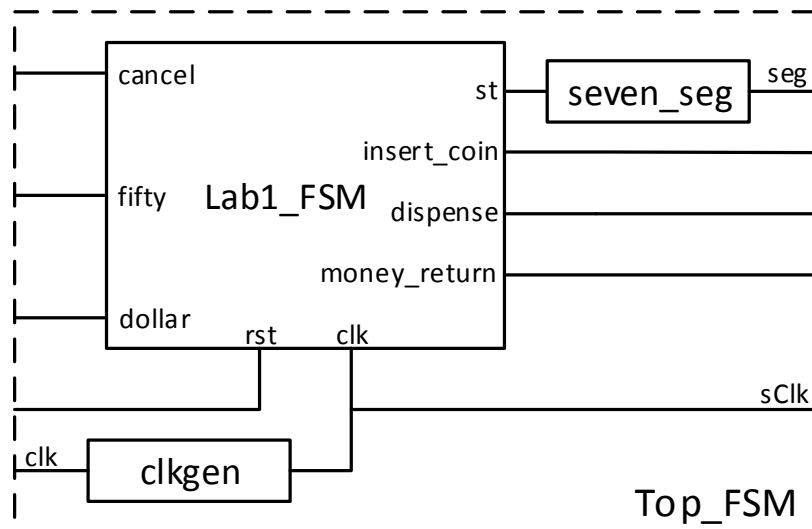 cancel
st
seven_seg
seg
insert_coin
fifty
Lab1_FSM
dispense
money_return
dollar
rst
clk
sClk
clk
clkgen
Top_FSM